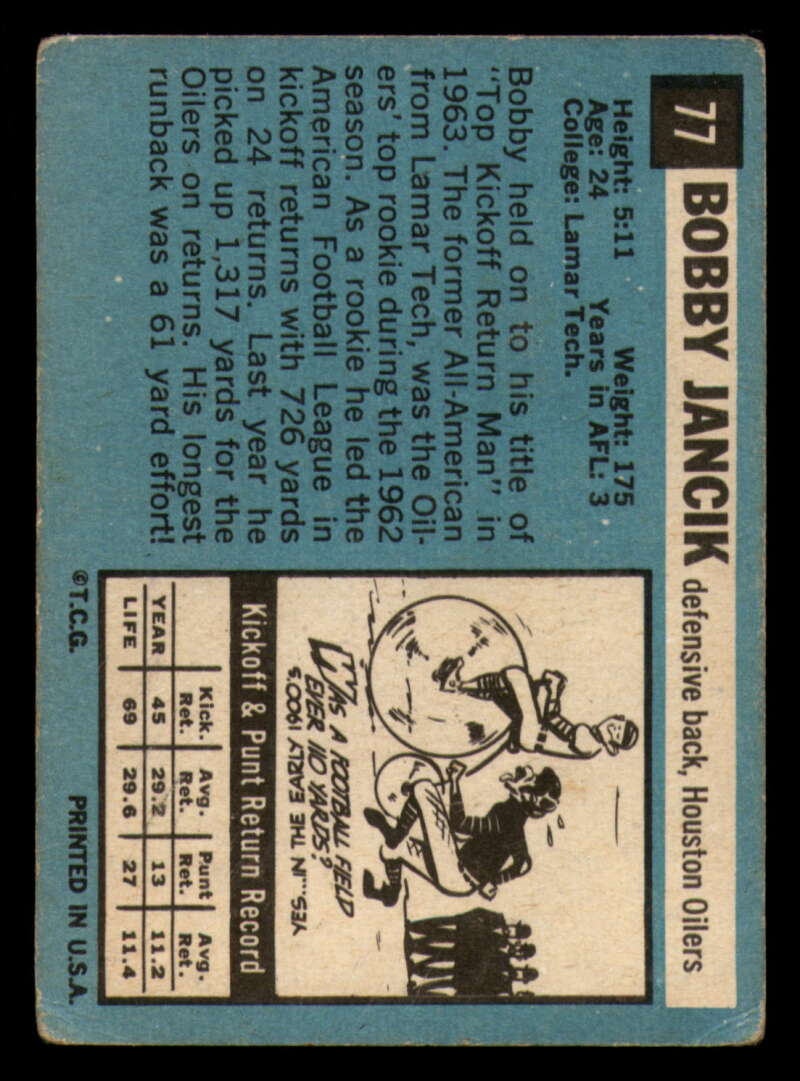 77 BOBBY JANCIK defensive back, Houston Oilers
Height: 5:11 Weight: 175
Age: 24 Years in AFL: 3
College: Lamar Tech.
Bobby held on to his title of
"Top Kickoff Return Man" in
1963. The former All-American
from Lamar Tech, was the Oil-
ers' top rookie during the 1962
season. As a rookie he led the
American Football League in
kickoff returns with 726 yards
on 24 returns. Last year he
picked up 1,317 yards for the
Oilers on returns. His longest
runback was a 61 yard effort!
WAS A FOOTBALL FIELD
EVER 110 YARDS?
YES....IN THE EARLY 1900'S
Kickoff & Punt Return Record
Kick. Avg. Punt Avg.
Ret. Ret. Ret. Ret.
YEAR 45 29.2 13 11.2
LIFE 69 29.6 27 11.4
©T.C.G. PRINTED IN U.S.A.